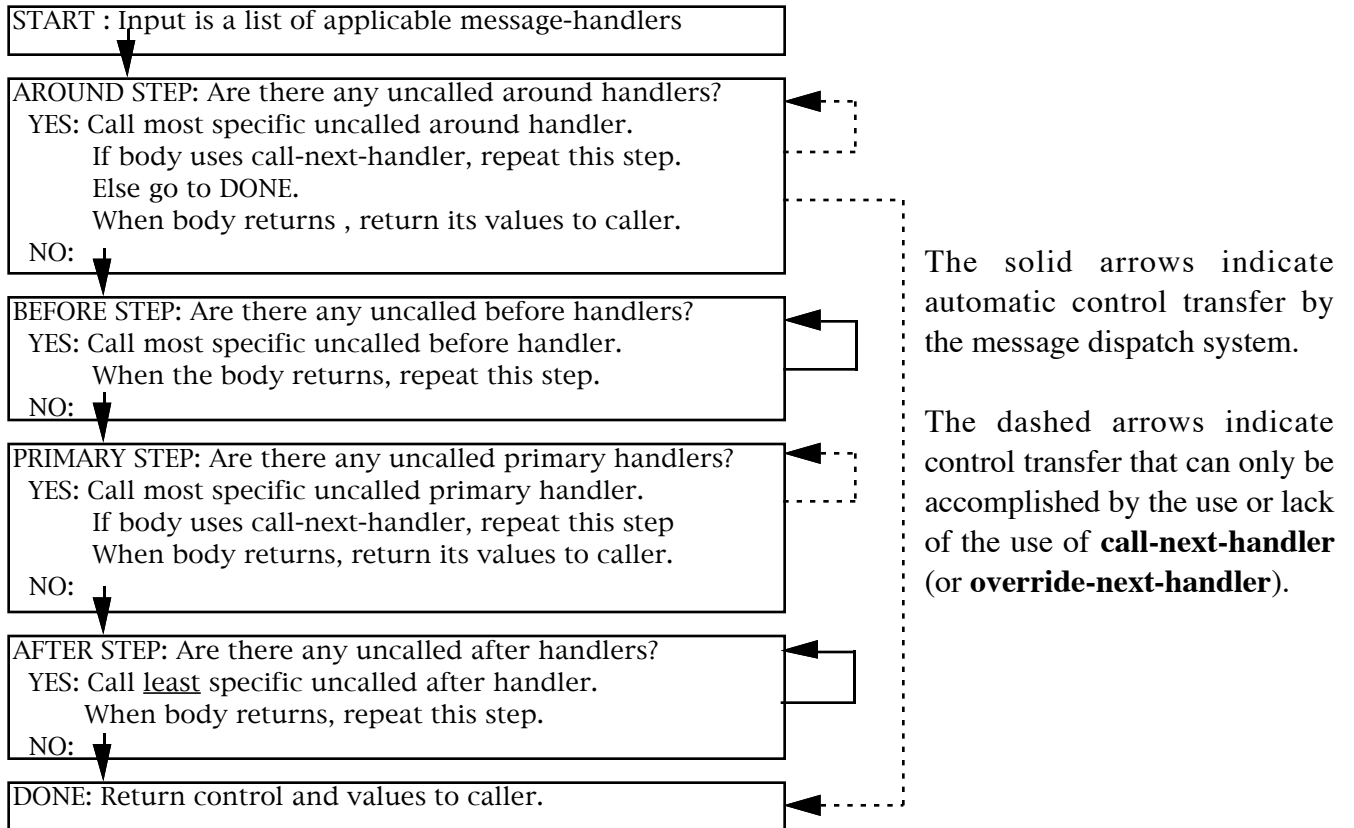 START : Input is a list of applicable message-handlers
AROUND STEP: Are there any uncalled around handlers?
YES: Call most specific uncalled around handler.
If body uses call-next-handler, repeat this step.
Else go to DONE.
When body returns , return its values to caller.
NO:
BEFORE STEP: Are there any uncalled before handlers?
YES: Call most specific uncalled before handler.
When the body returns, repeat this step.
NO:
PRIMARY STEP: Are there any uncalled primary handlers?
YES: Call most specific uncalled primary handler.
If body uses call-next-handler, repeat this step
When body returns, return its values to caller.
NO:
AFTER STEP: Are there any uncalled after handlers?
YES: Call least specific uncalled after handler.
When body returns, repeat this step.
NO:
DONE: Return control and values to caller.
The solid arrows indicate
automatic control transfer by
the message dispatch system.
The dashed arrows indicate
control transfer that can only be
accomplished by the use or lack
of the use of call-next-handler
(or override-next-handler).